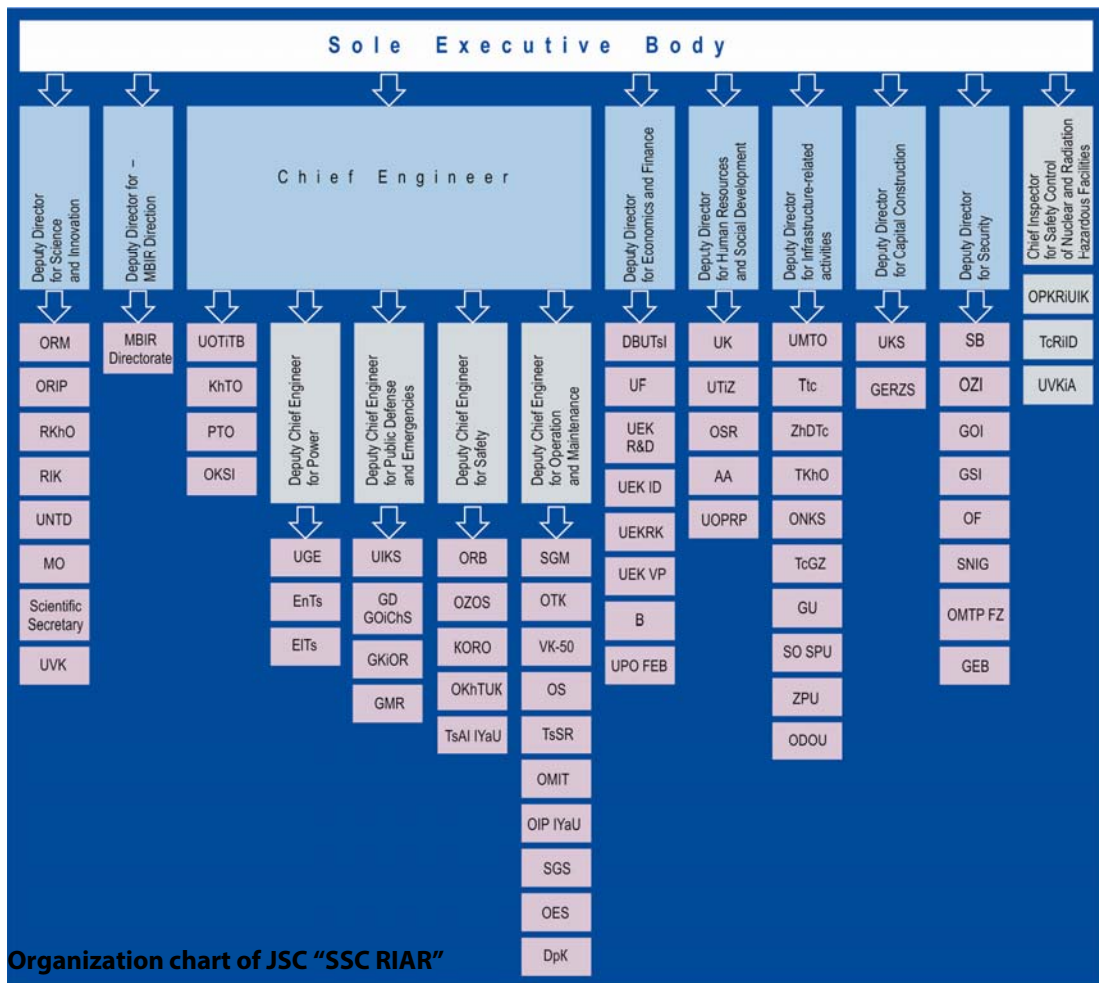 Sole Executive Body
Deputy Director
for Science
and Innovation
Deputy Director for –
MBIR Direction
Chief Engineer
Deputy Director
for Economics and Finance
Deputy Director
for Human Resources
and Social Development
Deputy Director
for Infrastructure-related
activities
Deputy Director
for Capital Construction
Deputy Director
for Security
Chief Inspector
for Safety Control
of Nuclear and Radiation
Hazardous Facilities
ORM
ORIP
RKhO
RIK
UNTD
MO
Scientific
Secretary
UVK
MBIR
Directorate
UOTiTB
KhTO
PTO
OKSI
Deputy Chief Engineer
for Power
UGE
EnTs
EITs
Deputy Chief Engineer
for Public Defense
and Emergencies
UIKS
GD
GOiChS
GKiOR
GMR
Deputy Chief Engineer
for Safety
ORB
OZOS
KORO
OKhTUK
TsAI IYaU
Deputy Chief Engineer
for Operation
and Maintenance
SGM
OTK
VK-50
OS
TsSR
OMIT
OIP IYaU
SGS
OES
DpK
DBUTsI
UF
UEK
R&D
UEK ID
UEKRK
UEK VP
B
UPO FEB
UK
UTiZ
OSR
AA
UOPRP
UMTO
Ttc
ZhDTc
TKhO
ONKS
TcGZ
GU
SO SPU
ZPU
ODOU
UKS
GERZS
SB
OZI
GOI
GSI
OF
SNIG
OMTP FZ
GEB
OPKRiUIK
TcRiID
UVKiA
Organization chart of JSC “SSC RIAR”